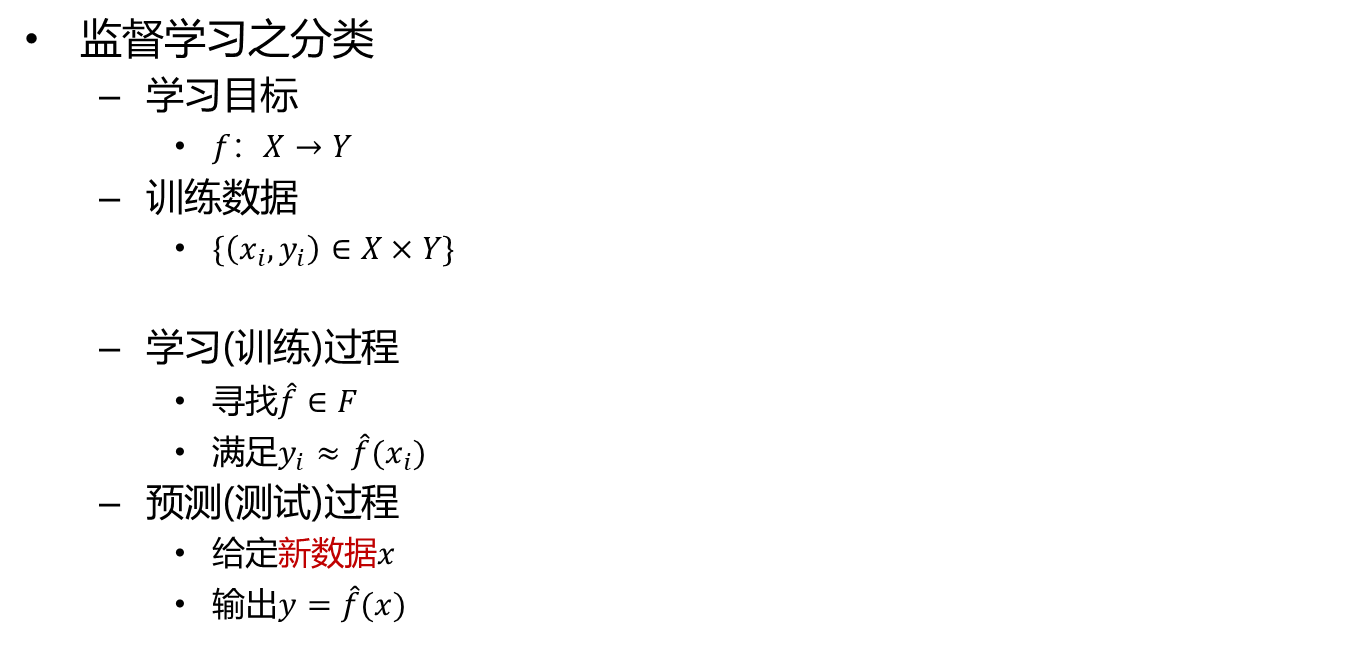 • 监督学习之分类
– 学习目标
• f: X → Y
– 训练数据
• {(xᵢ, yᵢ) ∈ X × Y}
– 学习(训练)过程
• 寻找f̂ ∈ F
• 满足yᵢ ≈ f̂(xᵢ)
– 预测(测试)过程
• 给定新数据x
• 输出y = f̂(x)